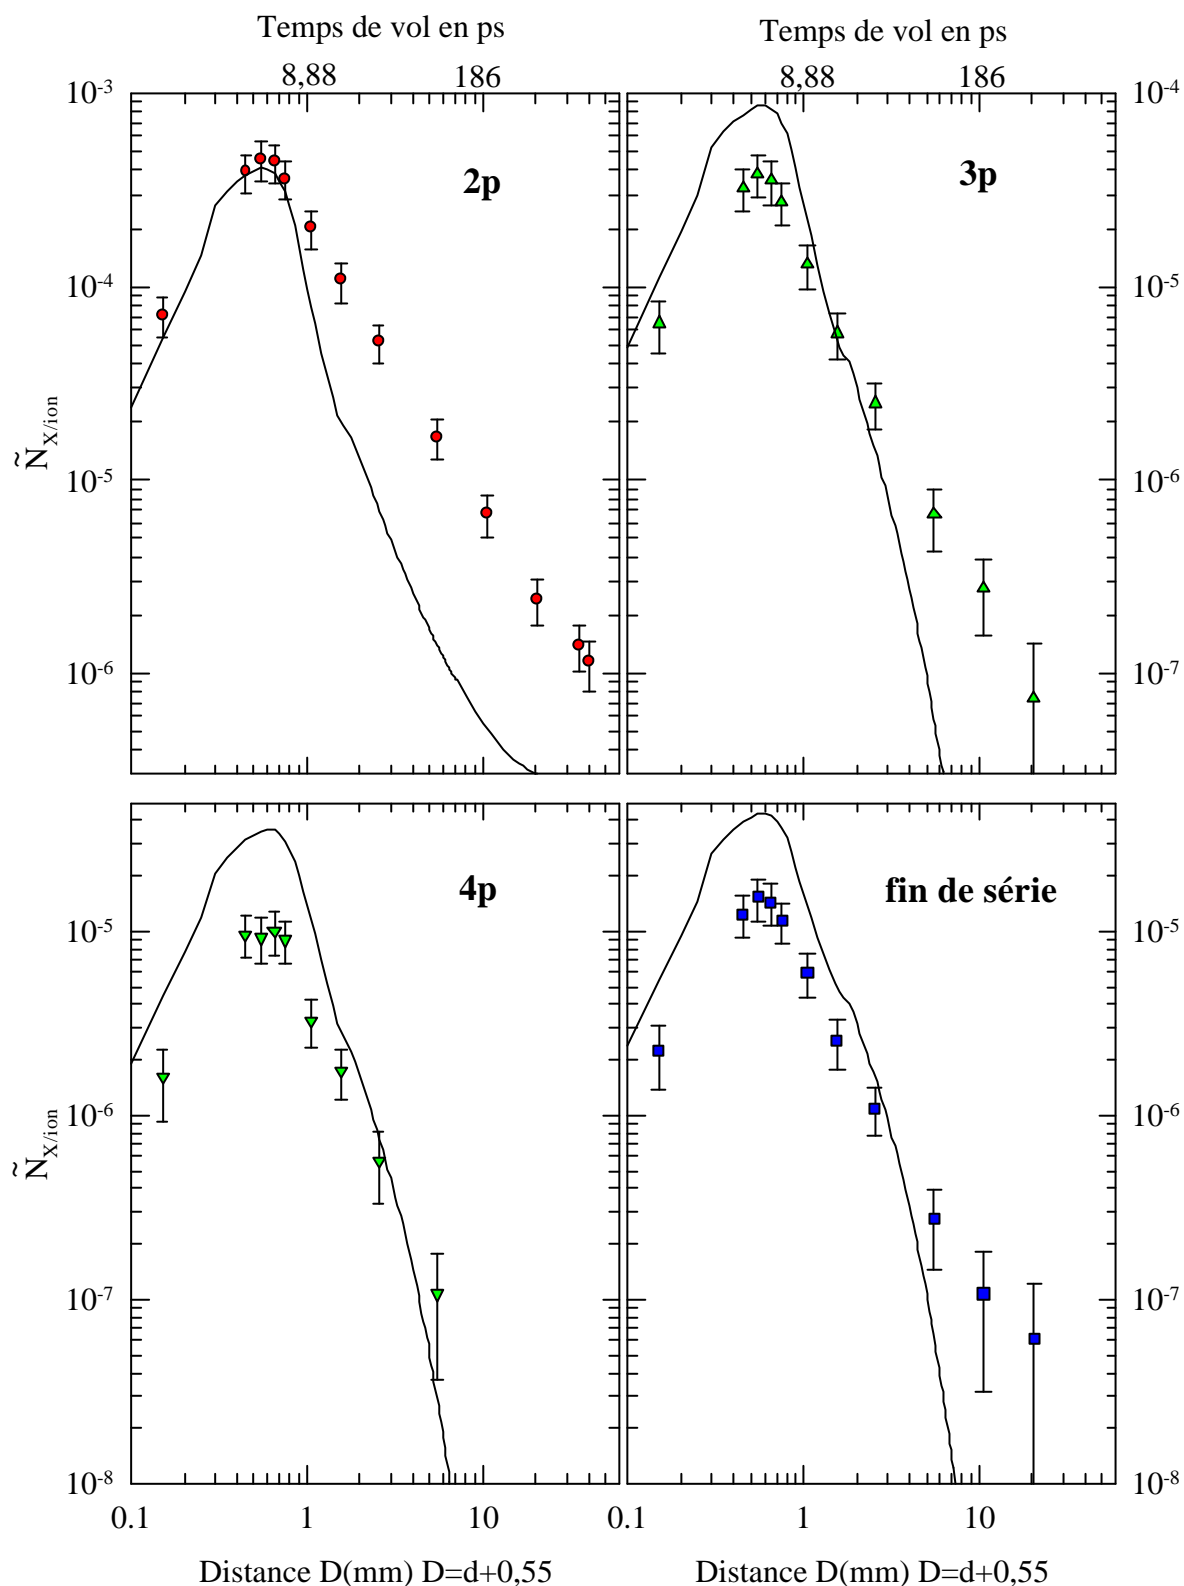 Temps de vol en ps
Temps de vol en ps
8,88 186
8,88 186
10-3
10-4
10-5
10-6
2p
ÑX/ion
3p
10-4
10-5
10-6
10-7
10-5
10-6
10-7
10-8
4p
ÑX/ion
fin de série
10-5
10-6
10-7
10-8
0.1 1 10
0.1 1 10
Distance D(mm) D=d+0,55
Distance D(mm) D=d+0,55